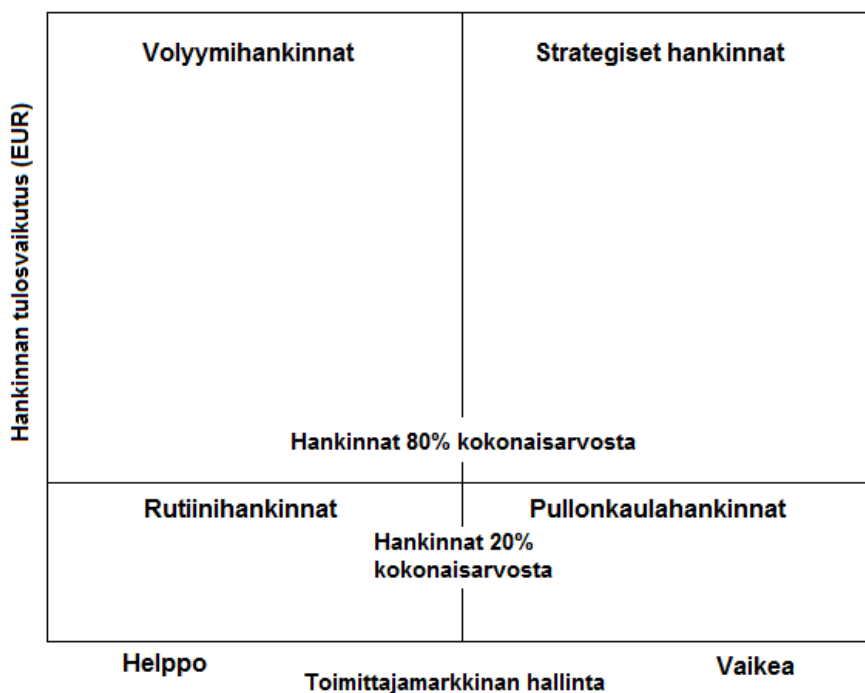 Volyymihankinnat
Strategiset hankinnat
Hankinnan tulosvaikutus (EUR)
Hankinnat 80% kokonaisarvosta
Rutiinihankinnat
Pullonkaulahankinnat
Hankinnat 20%
kokonaisarvosta
Helppo
Toimittajamarkkinan hallinta
Vaikea